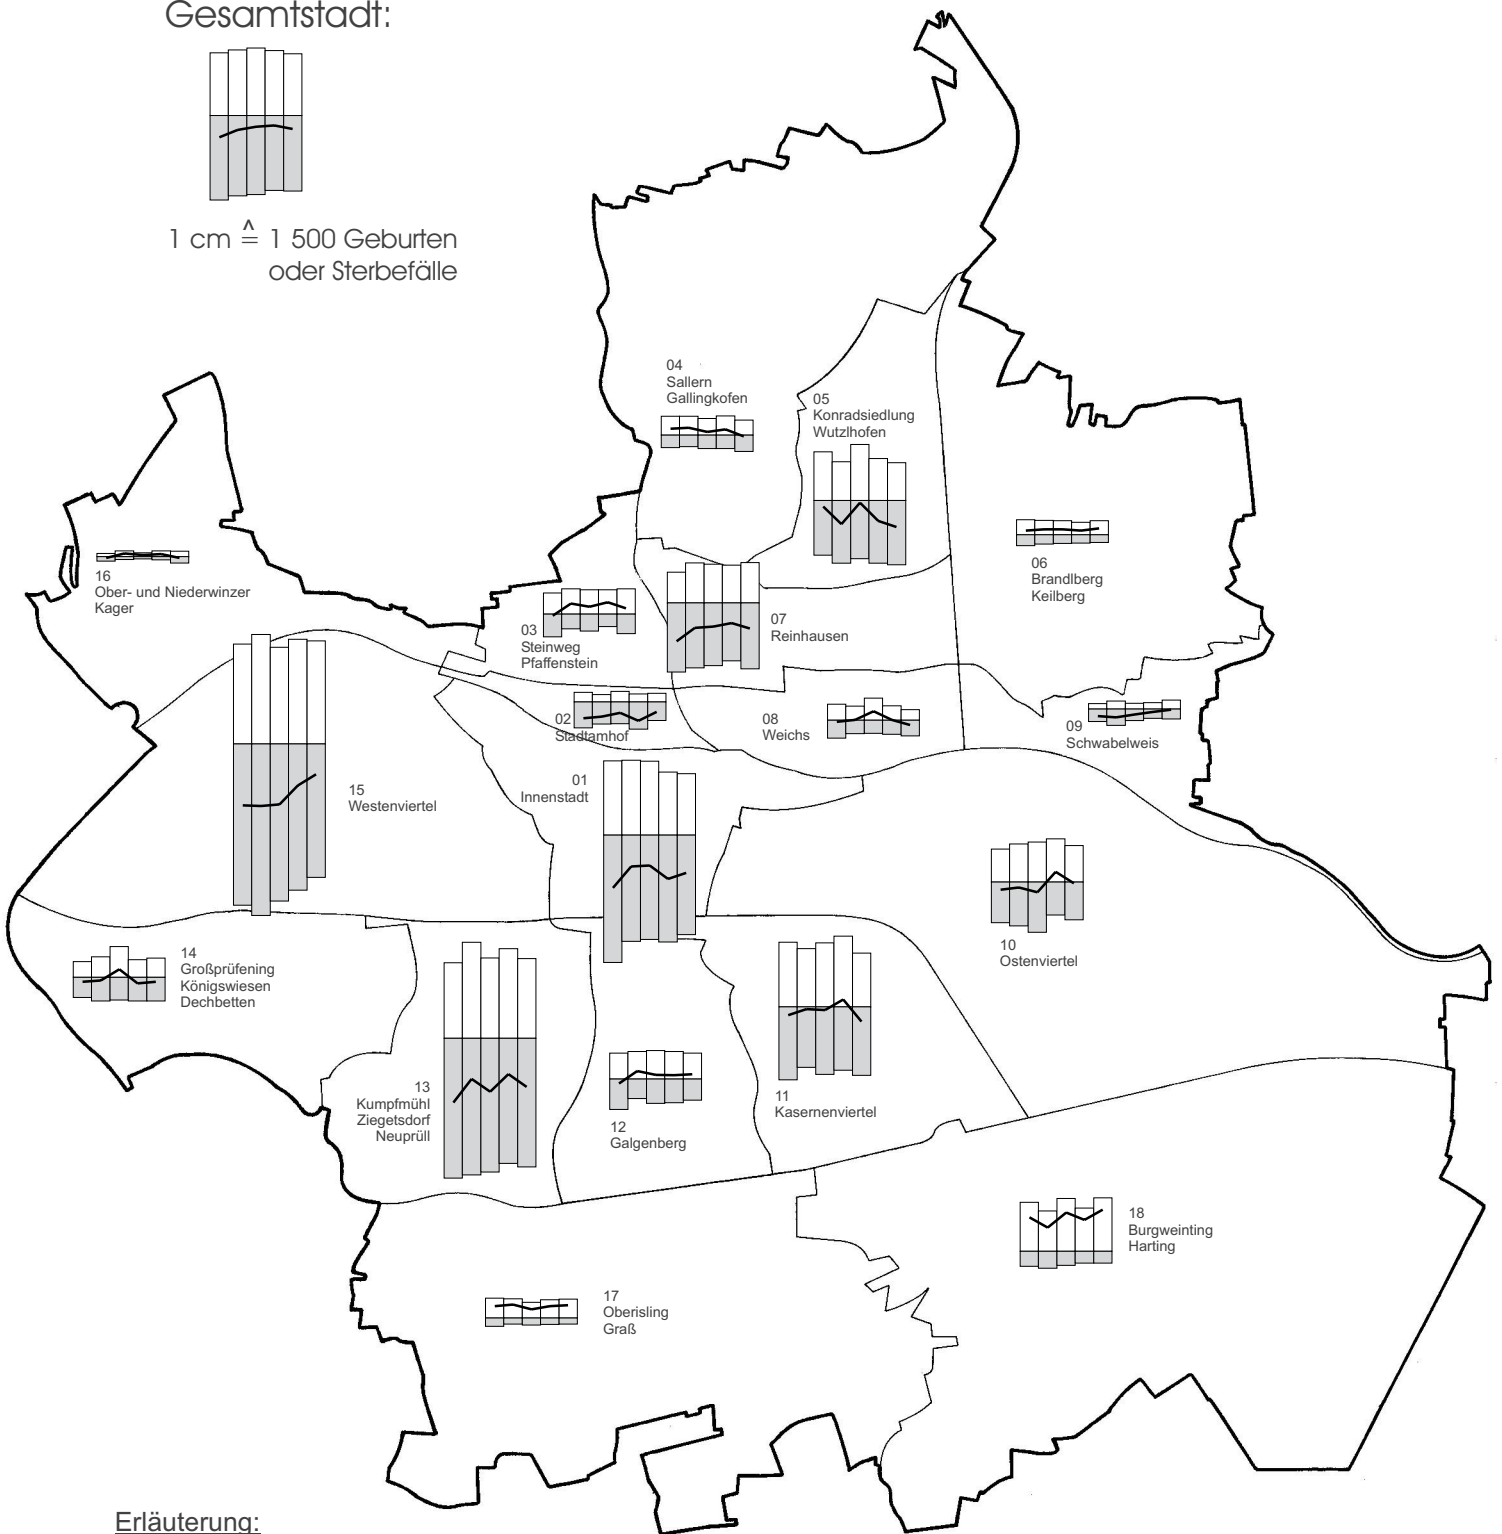 Gesamtstadt:
1 cm ≙ 1 500 Geburten
oder Sterbefälle
04
Sallern
Gallingkofen
05
Konradsiedlung
Wutzlhofen
06
Brandlberg
Keilberg
16
Ober- und Niederwinzer
Kager
03
Steinweg
Pfaffenstein
07
Reinhausen
02
Stadtamhof
08
Weichs
09
Schwabelweis
15
Westenviertel
01
Innenstadt
10
Ostenviertel
14
Großprüfening
Königswiesen
Dechbetten
13
Kumpfmühl
Ziegetsdorf
Neuprüll
12
Galgenberg
11
Kasernenviertel
18
Burgweinting
Harting
17
Oberisling
Graß
Erläuterung: